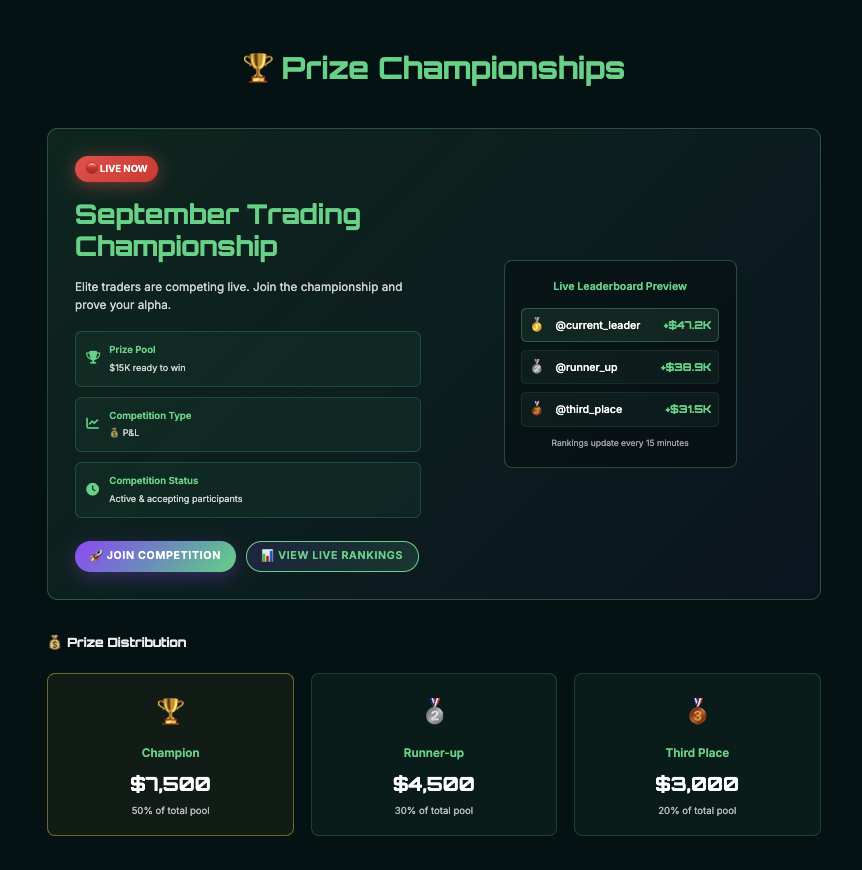 🏆 Prize Championships
🔴 LIVE NOW
September Trading
Championship
Elite traders are competing live. Join the championship and
prove your alpha.
Prize Pool
$15K ready to win
Competition Type
💰 P&L
Competition Status
Active & accepting participants
🚀 JOIN COMPETITION
📊 VIEW LIVE RANKINGS
Live Leaderboard Preview
🥇 @current_leader +$47.2K
🥈 @runner_up +$38.9K
🥉 @third_place +$31.5K
Rankings update every 15 minutes
💰 Prize Distribution
🏆
Champion
$7,500
50% of total pool
🥈
Runner-up
$4,500
30% of total pool
🥉
Third Place
$3,000
20% of total pool